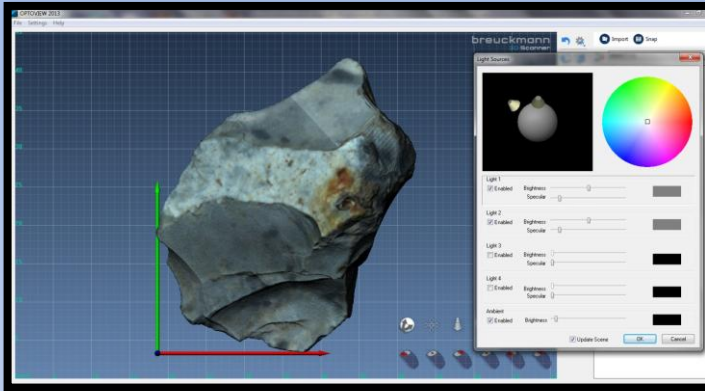 OPTOVIEW 2013
File Settings Help
breuckmann
3D Scanner
Import Snap
Light Sources
Light 1
Enabled Brightness
Specular
Light 2
Enabled Brightness
Specular
Light 3
Enabled Brightness
Specular
Light 4
Enabled Brightness
Specular
Ambient
Enabled Brightness
Update Scene OK Cancel